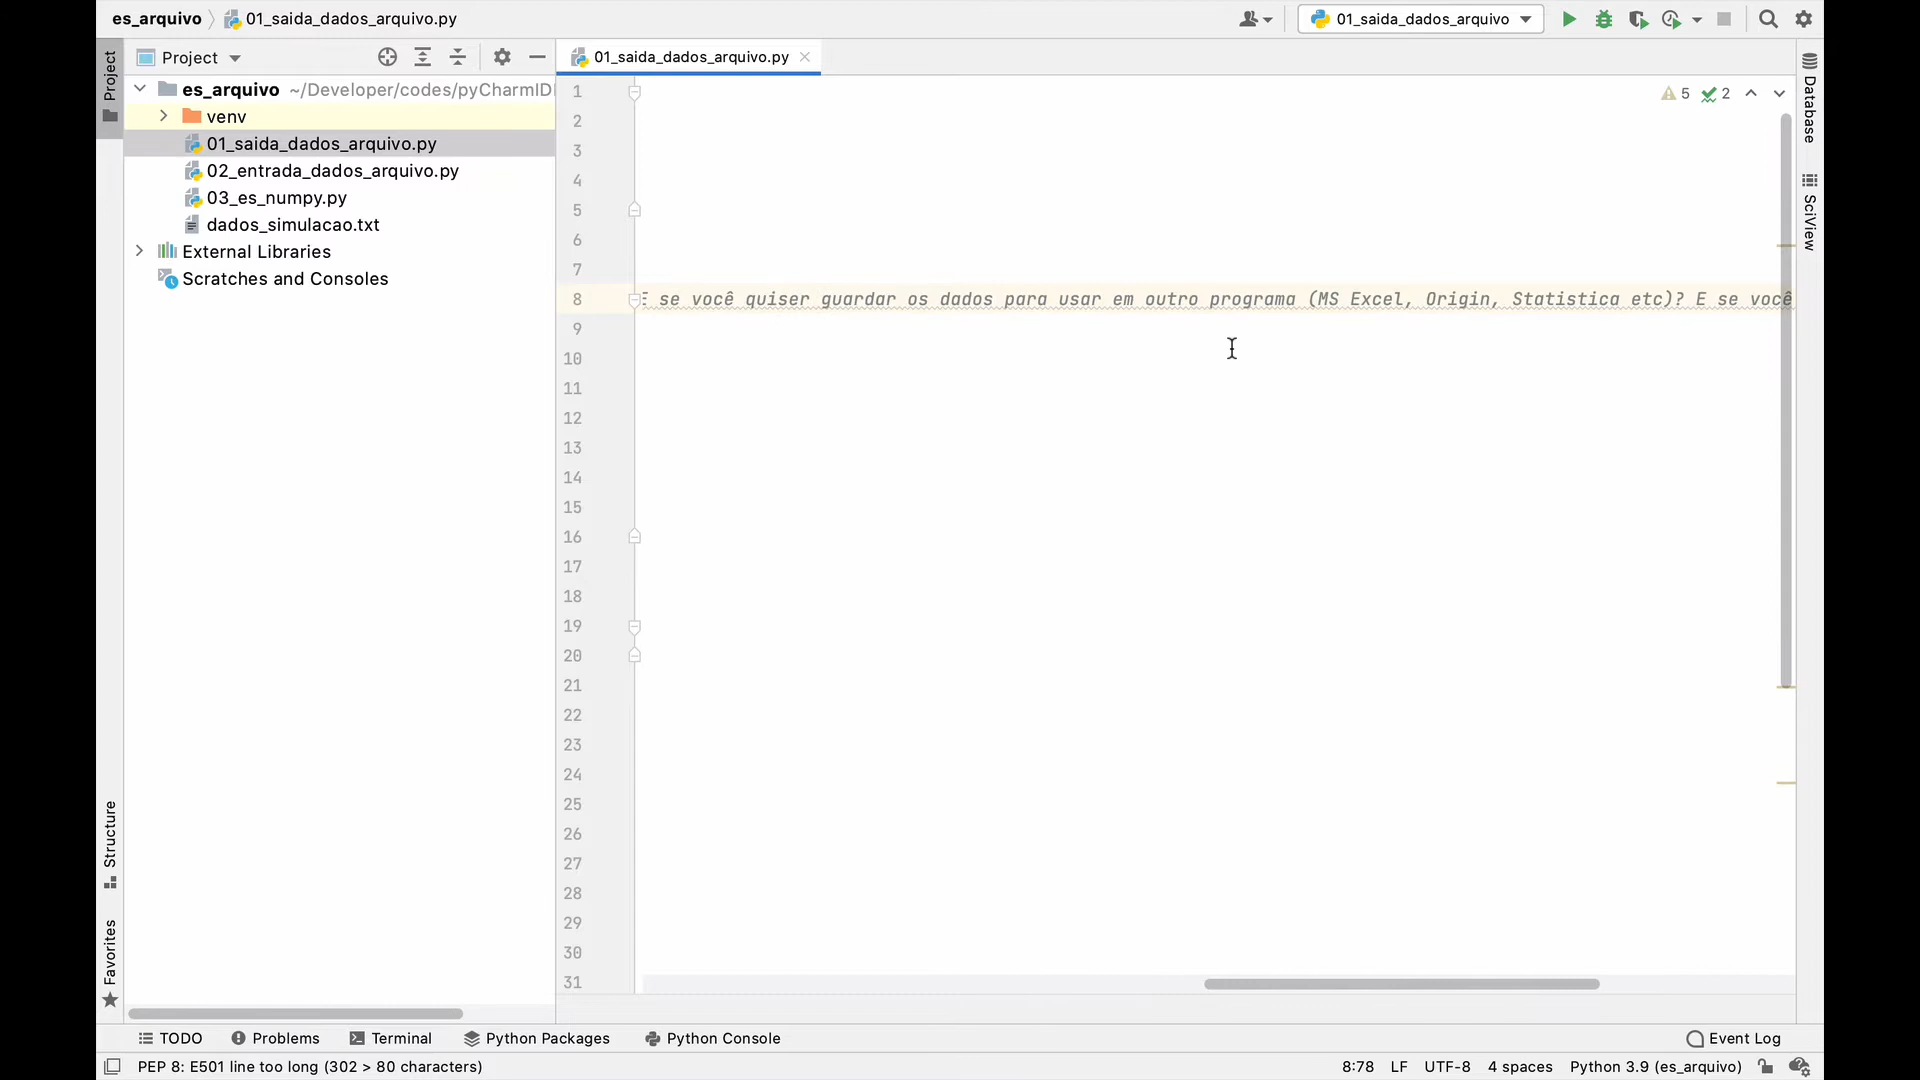 es_arquivo 01_saida_dados_arquivo.py
01_saida_dados_arquivo
Project
Project
01_saida_dados_arquivo.py
es_arquivo ~/Developer/codes/pyCharmID
venv
01_saida_dados_arquivo.py
02_entrada_dados_arquivo.py
03_es_numpy.py
dados_simulacao.txt
External Libraries
Scratches and Consoles
1
2
3
4
5
6
7
8 E se você quiser guardar os dados para usar em outro programa (MS Excel, Origin, Statistica etc)? E se você
9
10
11
12
13
14
15
16
17
18
19
20
21
22
23
24
25
26
27
28
29
30
31
5 2
Database
SciView
Structure
Favorites
TODO Problems Terminal Python Packages Python Console Event Log
PEP 8: E501 line too long (302 > 80 characters) 8:78 LF UTF-8 4 spaces Python 3.9 (es_arquivo)